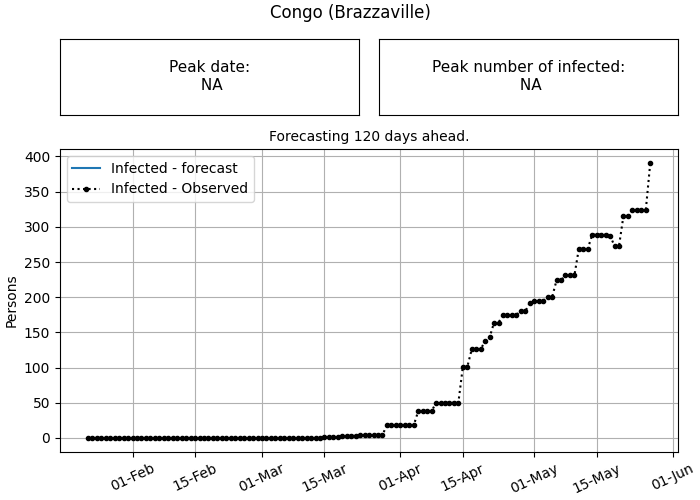 Congo (Brazzaville)
Peak date:
NA
Peak number of infected:
NA
Forecasting 120 days ahead.
Infected - forecast
Infected - Observed
Persons
400
350
300
250
200
150
100
50
0
01-Feb
15-Feb
01-Mar
15-Mar
01-Apr
15-Apr
01-May
15-May
01-Jun